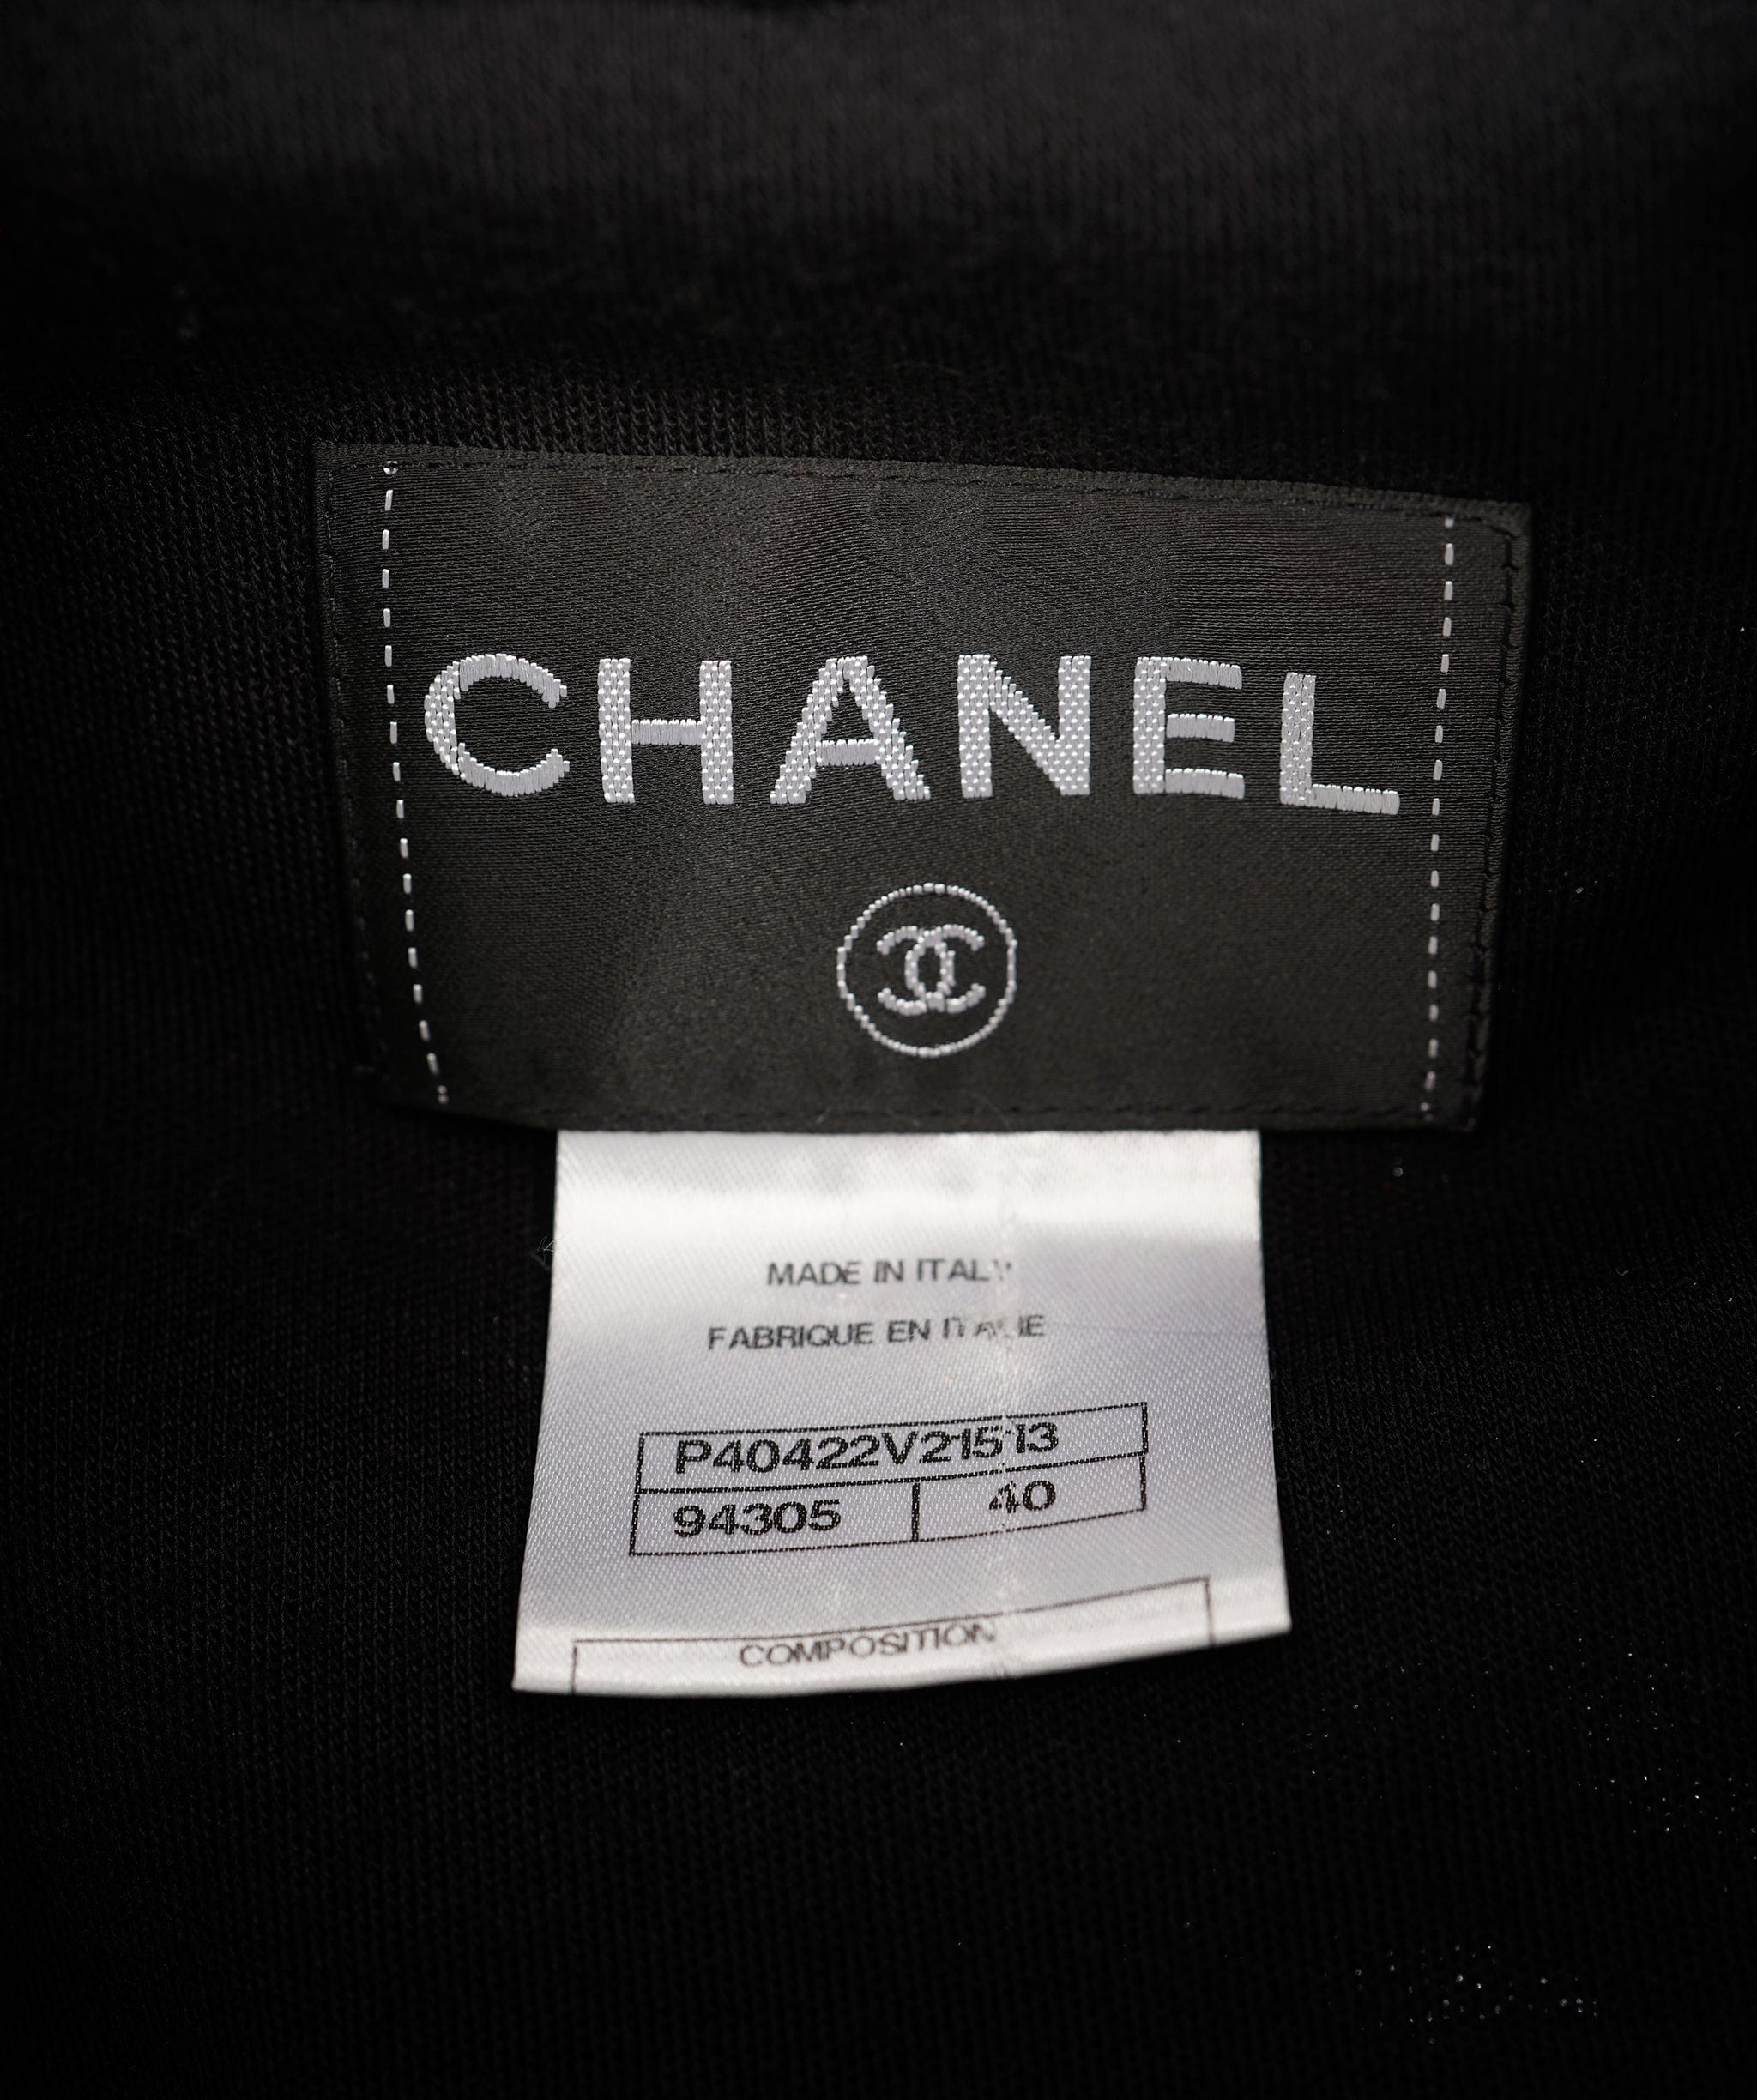 CHANEL
MADE IN ITALY
FABRIQUE EN ITALIE
P40422V21513
94305 40
COMPOSITION